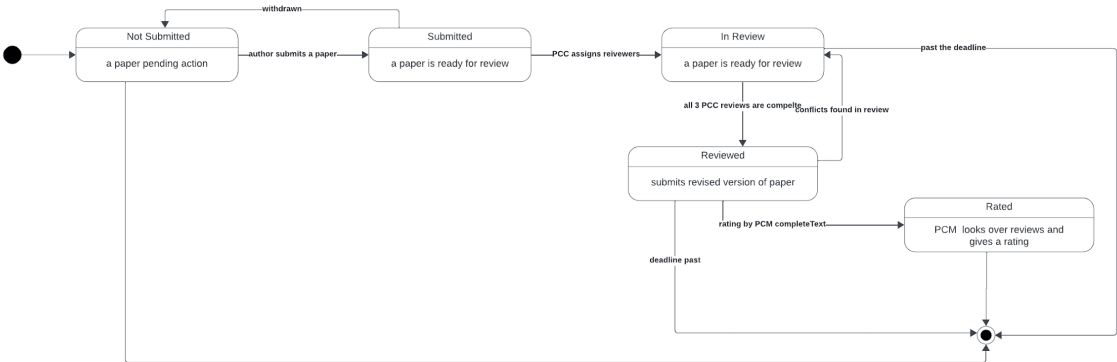 withdrawn
Not Submitted
a paper pending action
author submits a paper
Submitted
a paper is ready for review
PCC assigns reivewers
In Review
a paper is ready for review
past the deadline
all 3 PCC reviews are compelte
conflicts found in review
Reviewed
submits revised version of paper
rating by PCM completeText
Rated
PCM looks over reviews and
gives a rating
deadline past